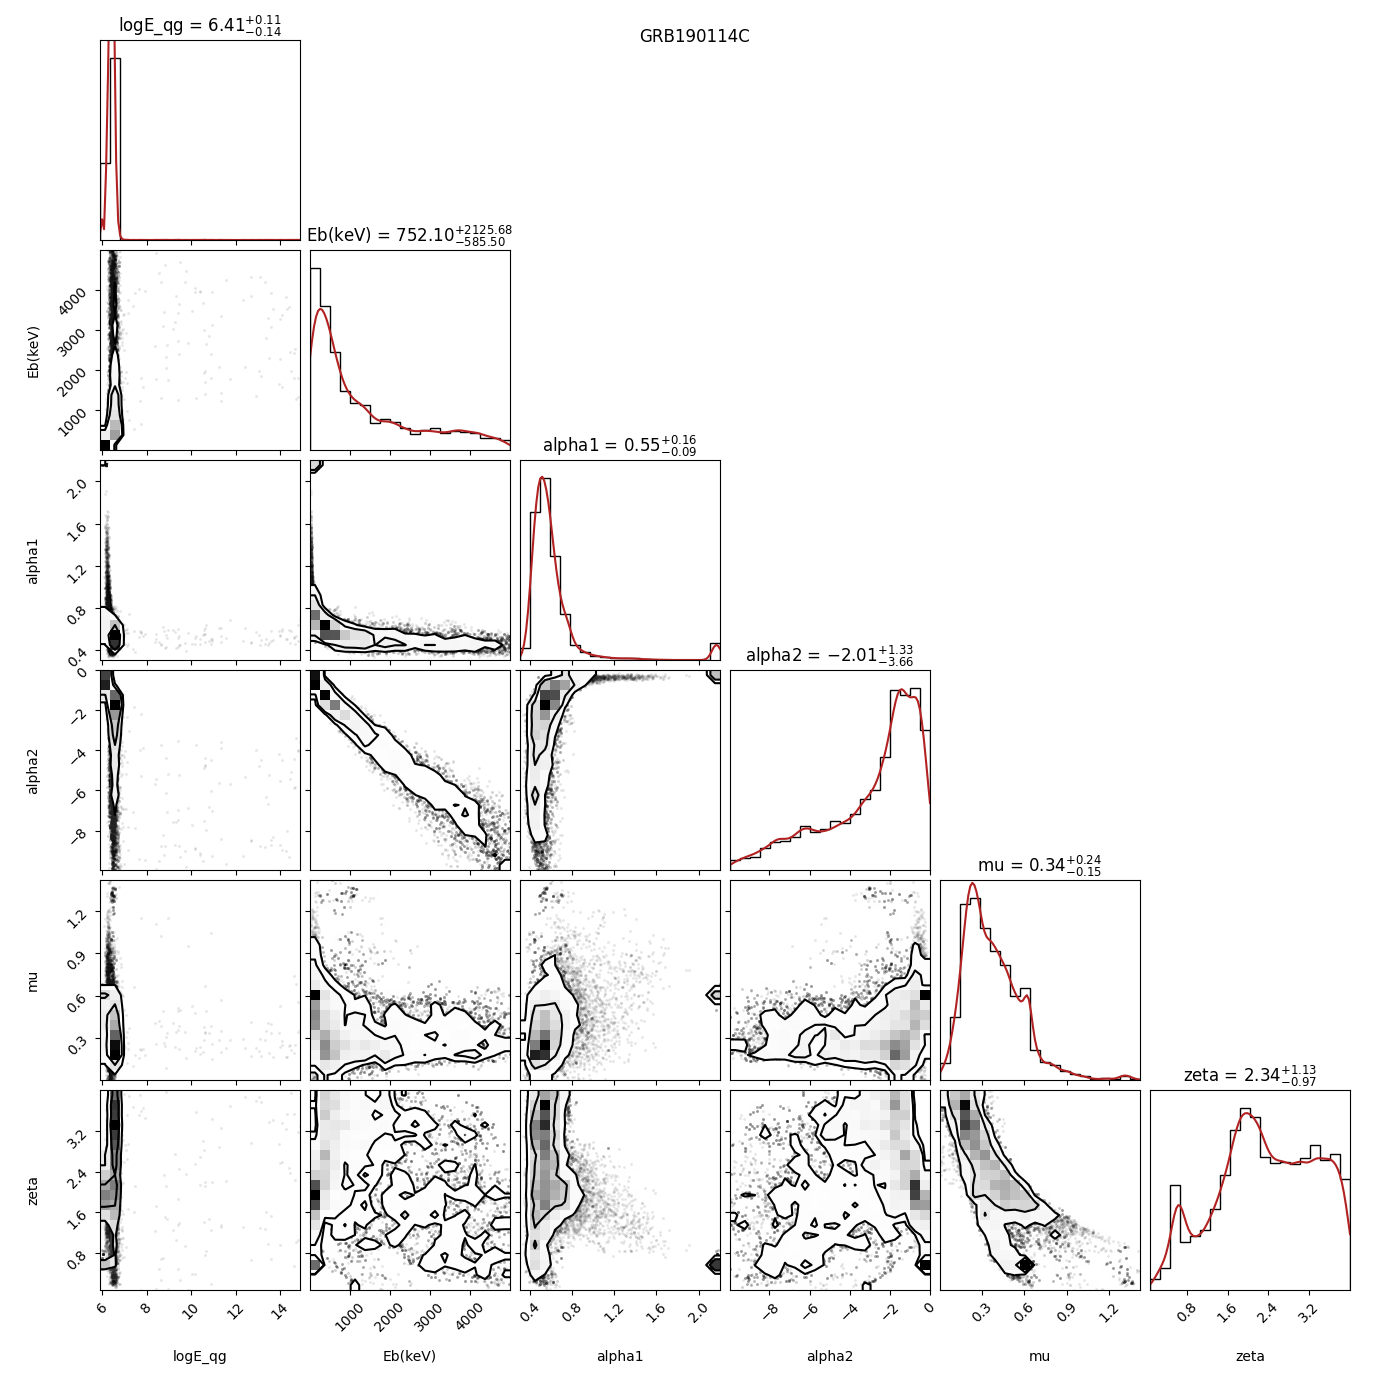 logE_qg = 6.41+0.11 −0.14
GRB190114C
Eb(keV) = 752.10+2125.68 −585.50
4000
3000
2000
1000
Eb(keV)
alpha1 = 0.55+0.16 −0.09
2.0
1.6
1.2
0.8
0.4
alpha1
alpha2 = −2.01+1.33 −3.66
0
−2
−4
−6
−8
alpha2
mu = 0.34+0.24 −0.15
1.2
0.9
0.6
0.3
mu
zeta = 2.34+1.13 −0.97
3.2
2.4
1.6
0.8
zeta
6 8 10 12 14
1000 2000 3000 4000
0.4 0.8 1.2 1.6 2.0
−8 −6 −4 −2 0
0.3 0.6 0.9 1.2
0.8 1.6 2.4 3.2
logE_qg Eb(keV) alpha1 alpha2 mu zeta